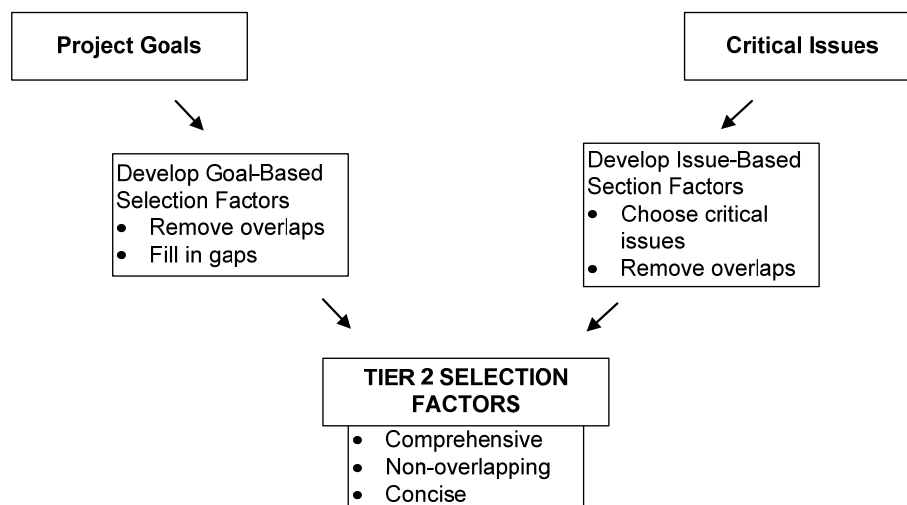 Project Goals
Critical Issues
Develop Goal-Based
Selection Factors
• Remove overlaps
• Fill in gaps
Develop Issue-Based
Section Factors
• Choose critical
issues
• Remove overlaps
TIER 2 SELECTION
FACTORS
• Comprehensive
• Non-overlapping
• Concise